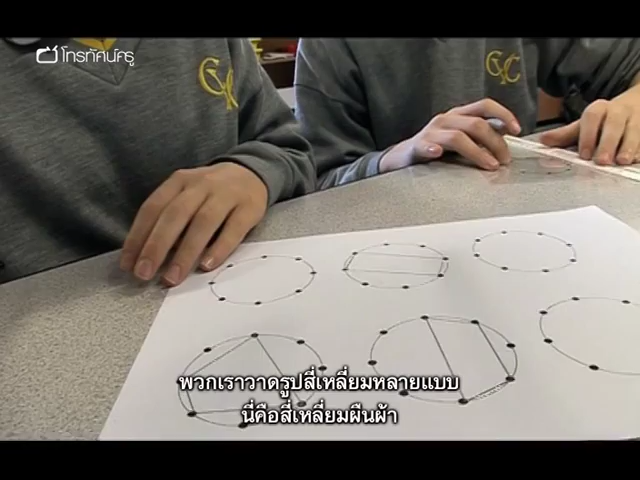 โทรทัศน์ครู
GC
GC
พวกเราวาดรูปสี่เหลี่ยมหลายแบบ
นี่คือสี่เหลี่ยมผืนผ้า